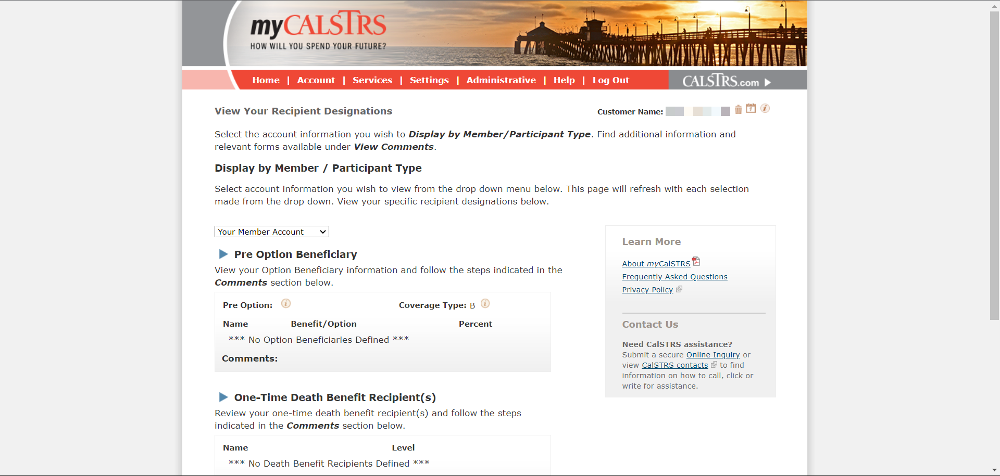 myCALSTRS
HOW WILL YOU SPEND YOUR FUTURE?
Home | Account | Services | Settings | Administrative | Help | Log Out
CALSTRS.com
View Your Recipient Designations
Customer Name:
Select the account information you wish to Display by Member/Participant Type. Find additional information and
relevant forms available under View Comments.
Display by Member / Participant Type
Select account information you wish to view from the drop down menu below. This page will refresh with each selection
made from the drop down. View your specific recipient designations below.
Your Member Account
Pre Option Beneficiary
View your Option Beneficiary information and follow the steps indicated in the
Comments section below.
Pre Option: Coverage Type: B
Name Benefit/Option Percent
*** No Option Beneficiaries Defined ***
Comments:
One-Time Death Benefit Recipient(s)
Review your one-time death benefit recipient(s) and follow the steps
indicated in the Comments section below.
Name Level
*** No Death Benefit Recipients Defined ***
Learn More
About myCalSTRS
Frequently Asked Questions
Privacy Policy
Contact Us
Need CalSTRS assistance?
Submit a secure Online Inquiry or
view CalSTRS contacts to find
information on how to call, click or
write for assistance.